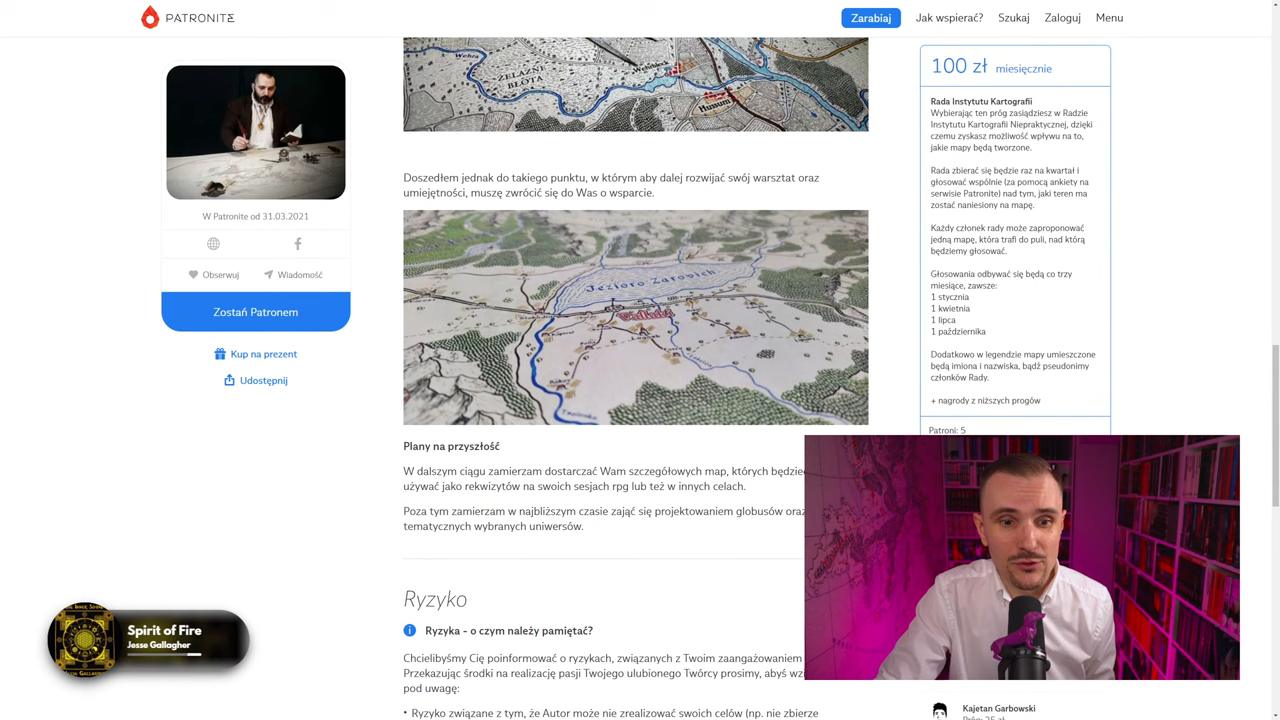 PATRONITE
Zarabiaj
Jak wspierać?
Szukaj
Zaloguj
Menu
W Patronite od 31.03.2021
Obserwuj
Wiadomość
Zostań Patronem
Kup na prezent
Udostępnij
Wehra
ŻELAZNE
BŁOTA
Hunum
Doszedłem jednak do takiego punktu, w którym aby dalej rozwijać swój warsztat oraz
umiejętności, muszę zwrócić się do Was o wsparcie.
Jezioro Zarovich
Plany na przyszłość
W dalszym ciągu zamierzam dostarczać Wam szczegółowych map, których będzie
używać jako rekwizytów na swoich sesjach rpg lub też w innych celach.
Poza tym zamierzam w najbliższym czasie zająć się projektowaniem globusów oraz
tematycznych wybranych uniwersów.
Ryzyko
Ryzyka - o czym należy pamiętać?
Chcielibyśmy Cię poinformować o ryzykach, związanych z Twoim zaangażowaniem
Przekazując środki na realizację pasji Twojego ulubionego Twórcy prosimy, abyś wzi
pod uwagę:
• Ryzyko związane z tym, że Autor może nie zrealizować swoich celów (np. nie zbierze
100 zł miesięcznie
Rada Instytutu Kartografii
Wybierając ten próg zasiądziesz w Radzie
Instytutu Kartografii Niepraktycznej, dzięki
czemu zyskasz możliwość wpływu na to,
jakie mapy będą tworzone.
Rada zbierać się będzie raz na kwartał i
głosować wspólnie (za pomocą ankiety na
serwisie Patronite) nad tym, jaki teren ma
zostać naniesiony na mapę.
Każdy członek rady może zaproponować
jedną mapę, która trafi do puli, nad którą
będziemy głosować.
Głosowania odbywać się będą co trzy
miesiące, zawsze:
1 stycznia
1 kwietnia
1 lipca
1 października
Dodatkowo w legendzie mapy umieszczone
będą imiona i nazwiska, bądź pseudonimy
członków Rady.
+ nagrody z niższych progów
Patroni: 5
Kajetan Garbowski
Próg: 25 zł
Spirit of Fire
Jesse Gallagher